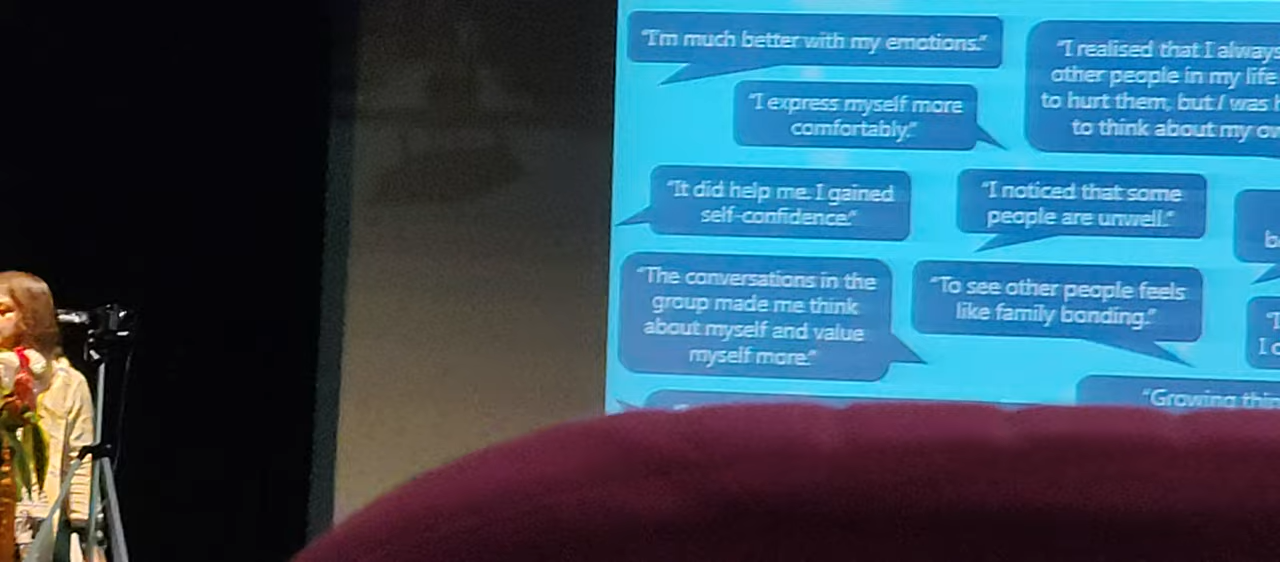 "I'm much better with my emotions."
"I realised that I always
other people in my life
to hurt them, but I was
to think about my
"I express myself more
comfortably."
"It did help me. I gained
self-confidence."
"I noticed that some
people are unwell."
"The conversations in the
group made me think
about myself and value
myself more."
"To see other people feels
like family bonding."
"Growing